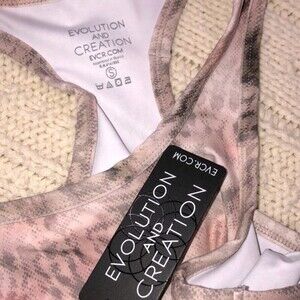 EVOLUTION
AND
CREATION
EVCR.COM
S
EVCR.COM
EVOLUTION
AND
CREATION